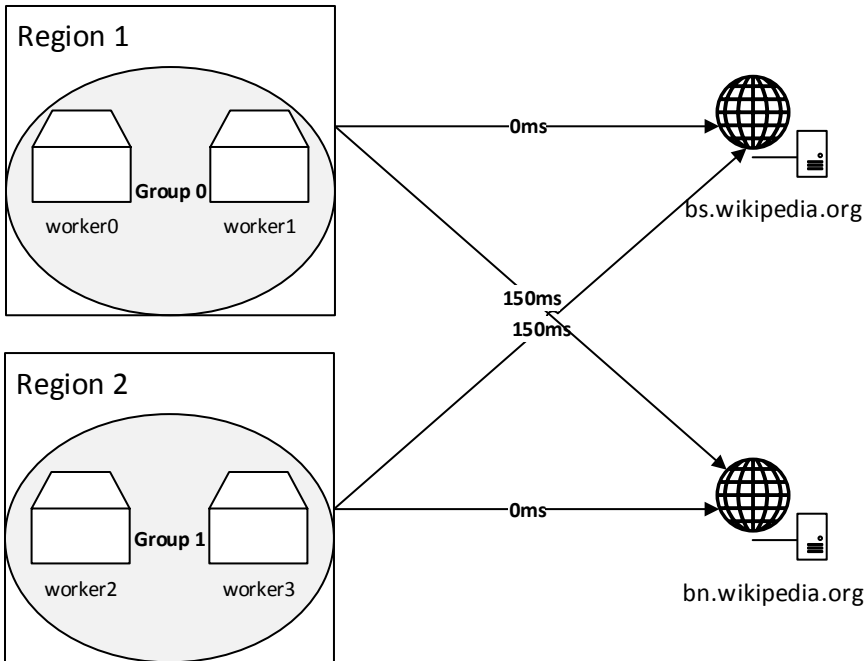 Region 1
Group 0
worker0
worker1
0ms
bs.wikipedia.org
150ms
150ms
Region 2
Group 1
worker2
worker3
0ms
bn.wikipedia.org